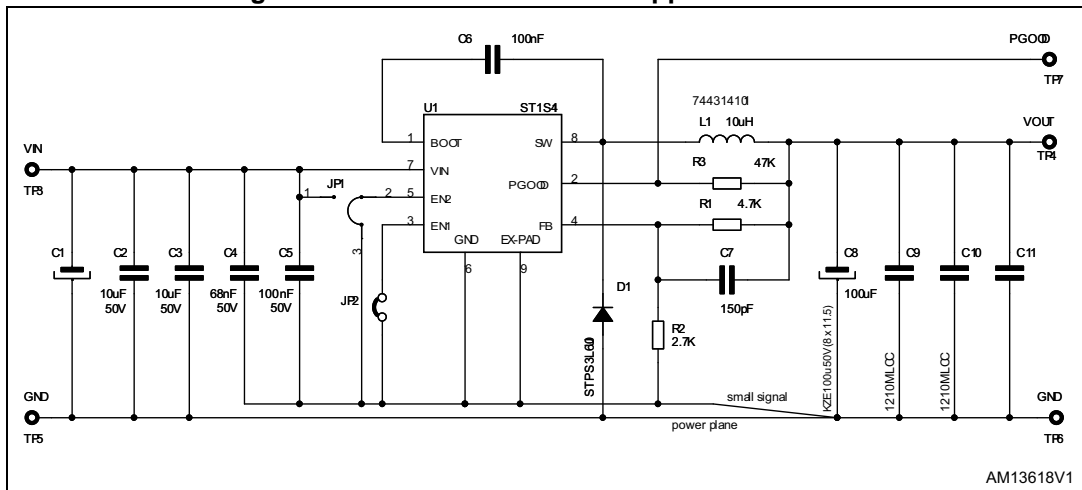 C6
100nF
PGOOD
TP7
U1
ST1S4
74431410
L1
10uH
VOUT
TP4
VIN
TP3
1
BOOT
SW
8
7
VIN
R3
47K
JP1
1
2
5
EN2
PGOOD
2
R1
4.7K
3
EN1
FB
4
3
GND
EX-PAD
6
9
C1
C2
10uF
50V
C3
10uF
50V
C4
68nF
50V
C5
100nF
50V
JP2
C7
150pF
D1
STPS3L60
R2
2.7K
C8
100uF
KZE100u50V(8x11.5)
C9
1210MLCC
C10
1210MLCC
C11
small signal
power plane
GND
TP5
GND
TP6
AM13618V1